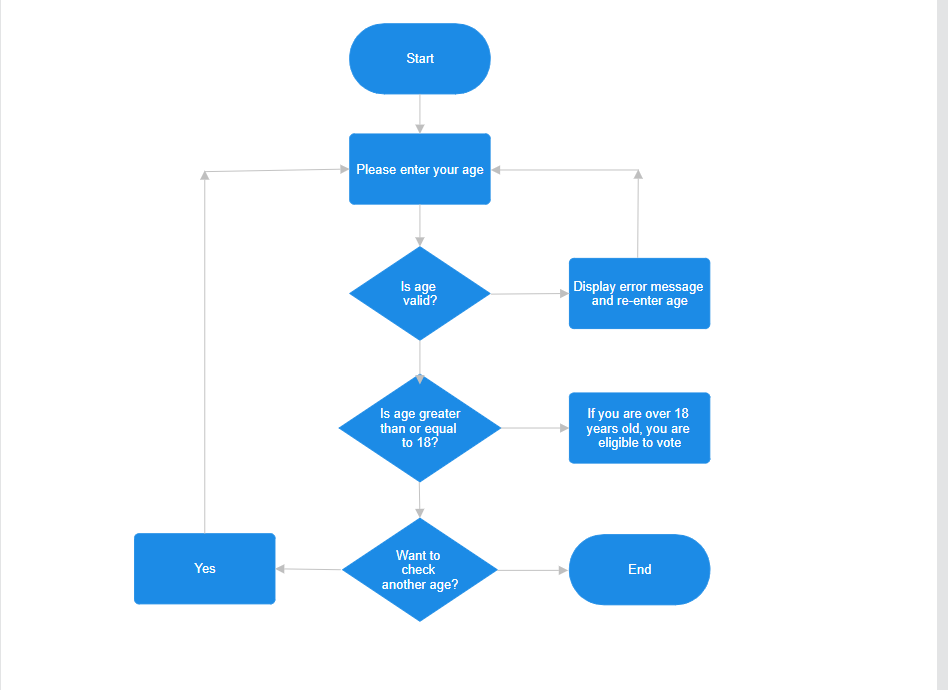 Start
Please enter your age
Is age
valid?
Display error message
and re-enter age
Is age greater
than or equal
to 18?
If you are over 18
years old, you are
eligible to vote
Want to
check
another age?
Yes
End